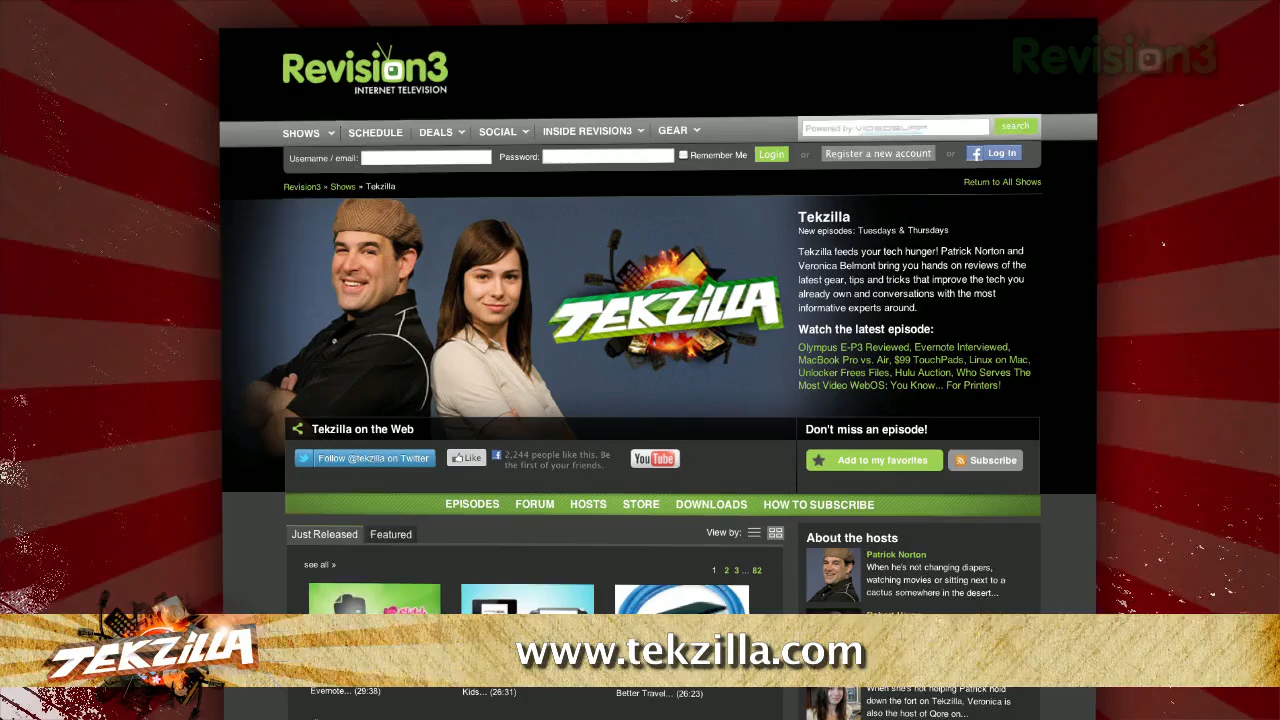 Revision3
INTERNET TELEVISION
Revision3
SHOWS
SCHEDULE
DEALS
SOCIAL
INSIDE REVISION3
GEAR
Powered by VIDEOSURF
search
Username / email:
Password:
Remember Me
Login
or
Register a new account
or
f Log In
Revision3 » Shows » Tekzilla
Return to All Shows
TEKZILLA
Tekzilla
New episodes: Tuesdays & Thursdays
Tekzilla feeds your tech hunger! Patrick Norton and
Veronica Belmont bring you hands on reviews of the
latest gear, tips and tricks that improve the tech you
already own and conversations with the most
informative experts around.
Watch the latest episode:
Olympus E-P3 Reviewed, Evernote Interviewed,
MacBook Pro vs. Air, $99 TouchPads, Linux on Mac,
Unlocker Frees Files, Hulu Auction, Who Serves The
Most Video WebOS: You Know... For Printers!
Tekzilla on the Web
Follow @tekzilla on Twitter
Like
f 2,244 people like this. Be
the first of your friends.
YouTube
Don't miss an episode!
Add to my favorites
Subscribe
EPISODES
FORUM
HOSTS
STORE
DOWNLOADS
HOW TO SUBSCRIBE
Just Released
Featured
View by:
see all »
1 2 3 ... 82
About the hosts
Patrick Norton
When he's not changing diapers,
watching movies or sitting next to a
cactus somewhere in the desert...
TEKZILLA
www.tekzilla.com
Evernote... (29:38)
Kids... (26:31)
Better Travel... (26:23)
When she's not helping Patrick hold
down the fort on Tekzilla, Veronica is
also the host of Qore on...